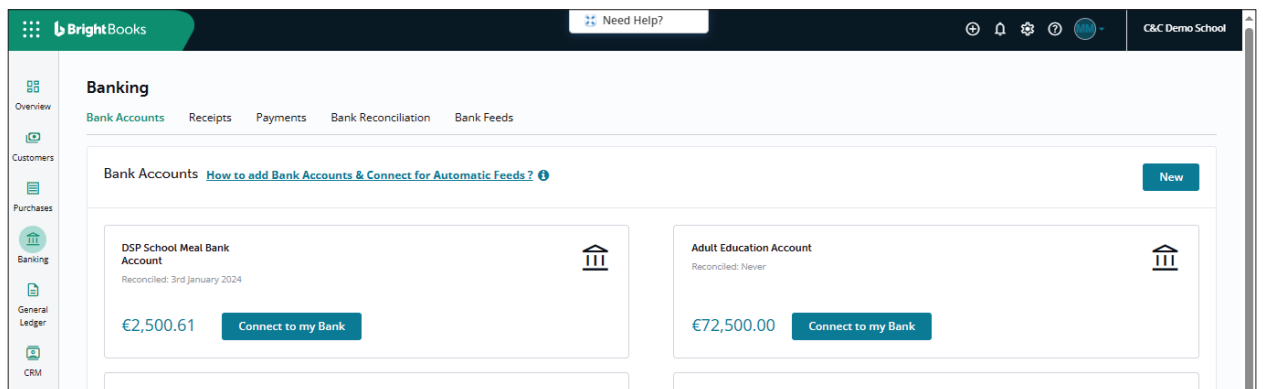 BrightBooks
Need Help?
MM
C&C Demo School
Overview
Customers
Purchases
Banking
General
Ledger
CRM
Banking
Bank Accounts Receipts Payments Bank Reconciliation Bank Feeds
Bank Accounts How to add Bank Accounts & Connect for Automatic Feeds ?
New
DSP School Meal Bank
Account
Reconciled: 3rd January 2024
€2,500.61 Connect to my Bank
Adult Education Account
Reconciled: Never
€72,500.00 Connect to my Bank